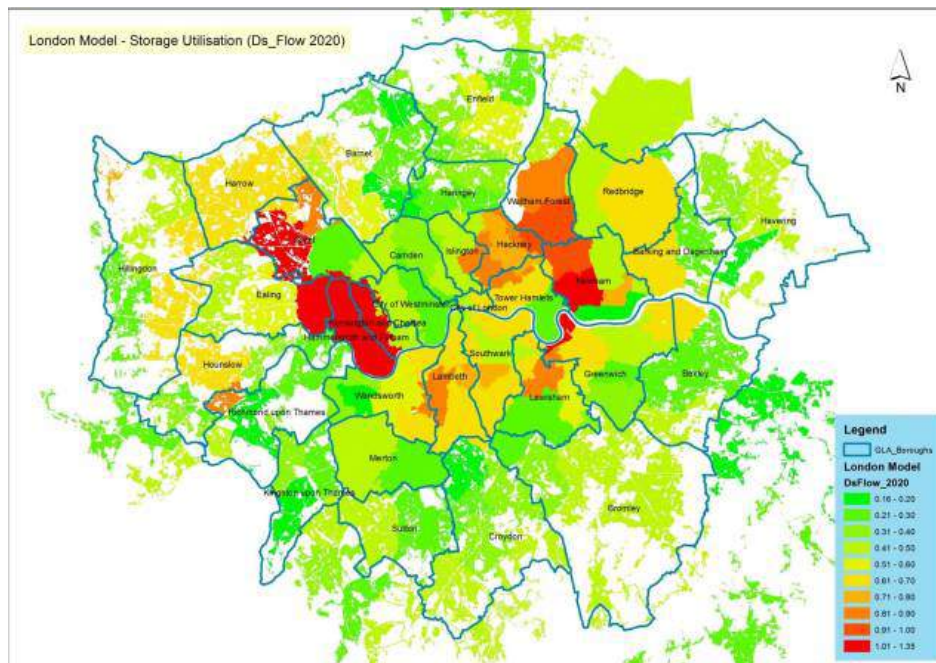 London Model - Storage Utilisation (Ds_Flow 2020)
N
Enfield
Barnet
Harrow
Haringey
Waltham Forest
Redbridge
Havering
Hackney
Islington
Camden
Barking and Dagenham
Hillingdon
Newham
Ealing
Tower Hamlets
City of Westminster
City of London
Kensington and Chelsea
Hammersmith and Fulham
Hounslow
Southwark
Lambeth
Greenwich
Bexley
Wandsworth
Lewisham
Richmond upon Thames
Merton
Kingston upon Thames
Sutton
Croydon
Bromley
Legend
GLA_Boroughs
London Model
DsFlow_2020
0.16 - 0.20
0.21 - 0.30
0.31 - 0.40
0.41 - 0.50
0.51 - 0.60
0.61 - 0.70
0.71 - 0.80
0.81 - 0.90
0.91 - 1.00
1.01 - 1.35